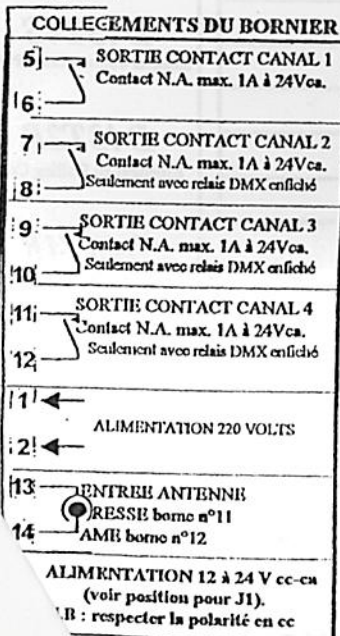 COLLEGEMENTS DU BORNIER
5 SORTIE CONTACT CANAL 1
Contact N.A. max. 1A à 24Vca.
6
7 SORTIE CONTACT CANAL 2
Contact N.A. max. 1A à 24Vca.
8 Seulement avec relais DMX enfiché
9 SORTIE CONTACT CANAL 3
Contact N.A. max. 1A à 24Vca.
10 Seulement avec relais DMX enfiché
11 SORTIE CONTACT CANAL 4
Contact N.A. max. 1A à 24Vca.
12 Seulement avec relais DMX enfiché
1
ALIMENTATION 220 VOLTS
2
13 ENTREE ANTENNE
RESSE borne n°11
14 AME borne n°12
ALIMENTATION 12 à 24 V cc-ca
(voir position pour J1).
.B : respecter la polarité en cc